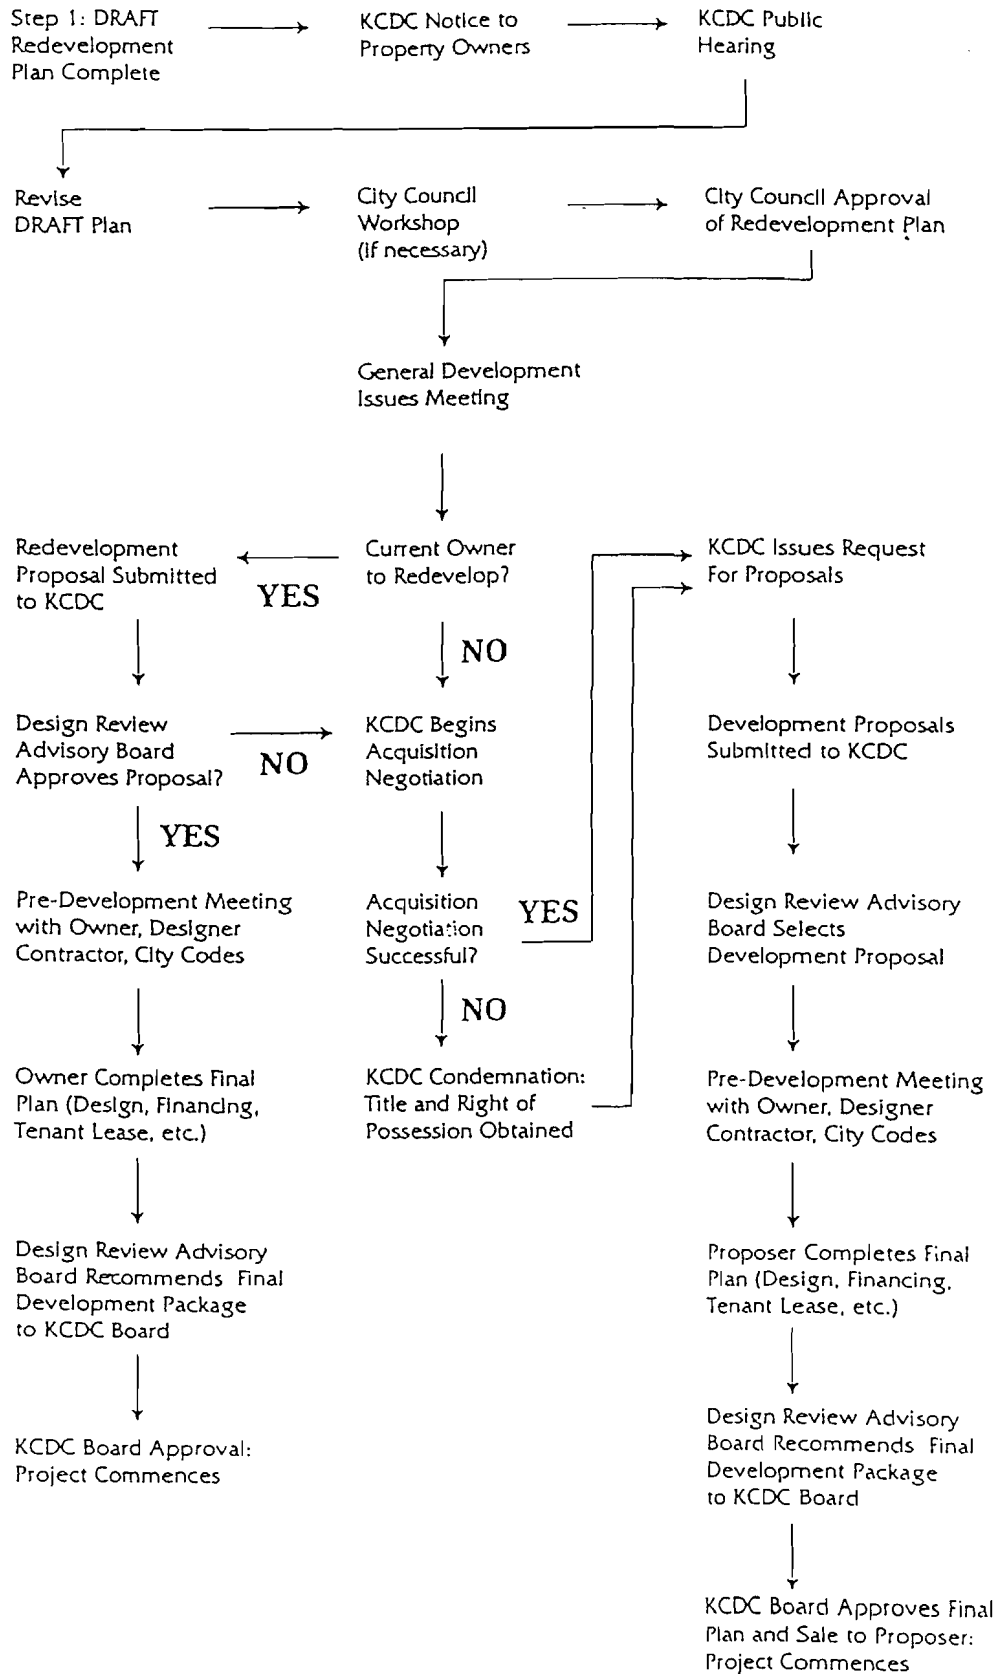 Step 1: DRAFT
Redevelopment
Plan Complete
KCDC Notice to
Property Owners
KCDC Public
Hearing
Revise
DRAFT Plan
City Council
Workshop
(if necessary)
City Council Approval
of Redevelopment Plan
General Development
Issues Meeting
Current Owner
to Redevelop?
YES
NO
Redevelopment
Proposal Submitted
to KCDC
Design Review
Advisory Board
Approves Proposal?
NO
YES
Pre-Development Meeting
with Owner, Designer
Contractor, City Codes
Owner Completes Final
Plan (Design, Financing,
Tenant Lease, etc.)
Design Review Advisory
Board Recommends Final
Development Package
to KCDC Board
KCDC Board Approval:
Project Commences
KCDC Begins
Acquisition
Negotiation
Acquisition
Negotiation
Successful?
YES
NO
KCDC Condemnation:
Title and Right of
Possession Obtained
KCDC Issues Request
For Proposals
Development Proposals
Submitted to KCDC
Design Review Advisory
Board Selects
Development Proposal
Pre-Development Meeting
with Owner, Designer
Contractor, City Codes
Proposer Completes Final
Plan (Design, Financing,
Tenant Lease, etc.)
Design Review Advisory
Board Recommends Final
Development Package
to KCDC Board
KCDC Board Approves Final
Plan and Sale to Proposer:
Project Commences